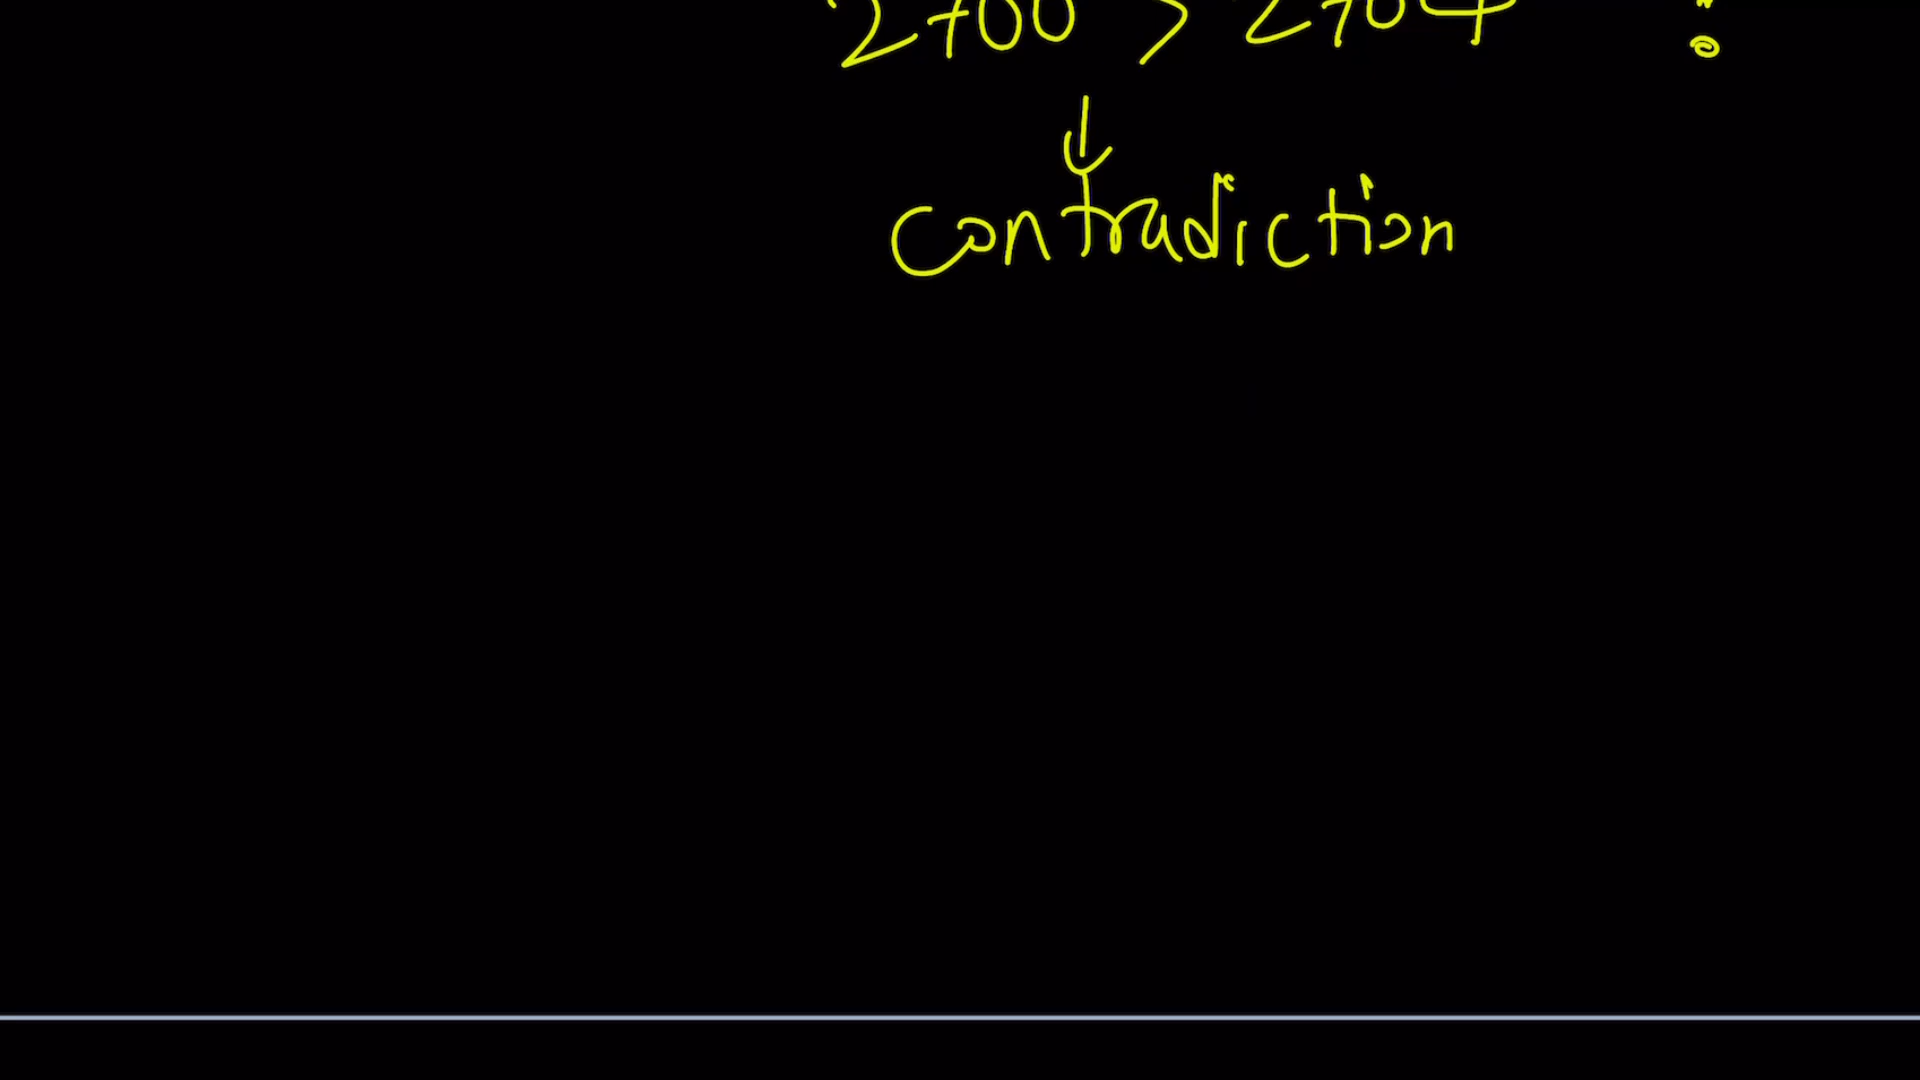 2700 > 2704 ?
↓
contradiction